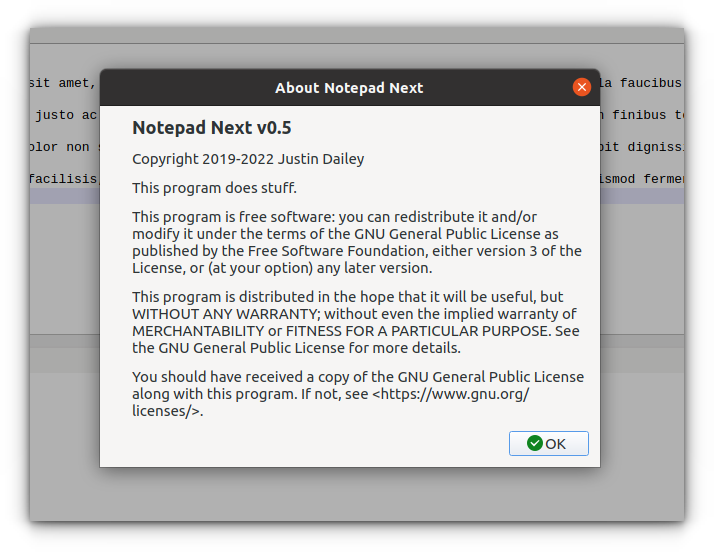 About Notepad Next
sit amet,
la faucibus
justo ac
finibus
olor non
facilisis,
ismod
Notepad Next v0.5
Copyright 2019-2022 Justin Dailey
This program does stuff.
This program is free software: you can redistribute it and/or
modify it under the terms of the GNU General Public License as
published by the Free Software Foundation, either version 3 of the
License, or (at your option) any later version.
This program is distributed in the hope that it will be useful, but
WITHOUT ANY WARRANTY; without even the implied warranty of
MERCHANTABILITY or FITNESS FOR A PARTICULAR PURPOSE. See
the GNU General Public License for more details.
You should have received a copy of the GNU General Public License
along with this program. If not, see <https://www.gnu.org/
licenses/>.
OK